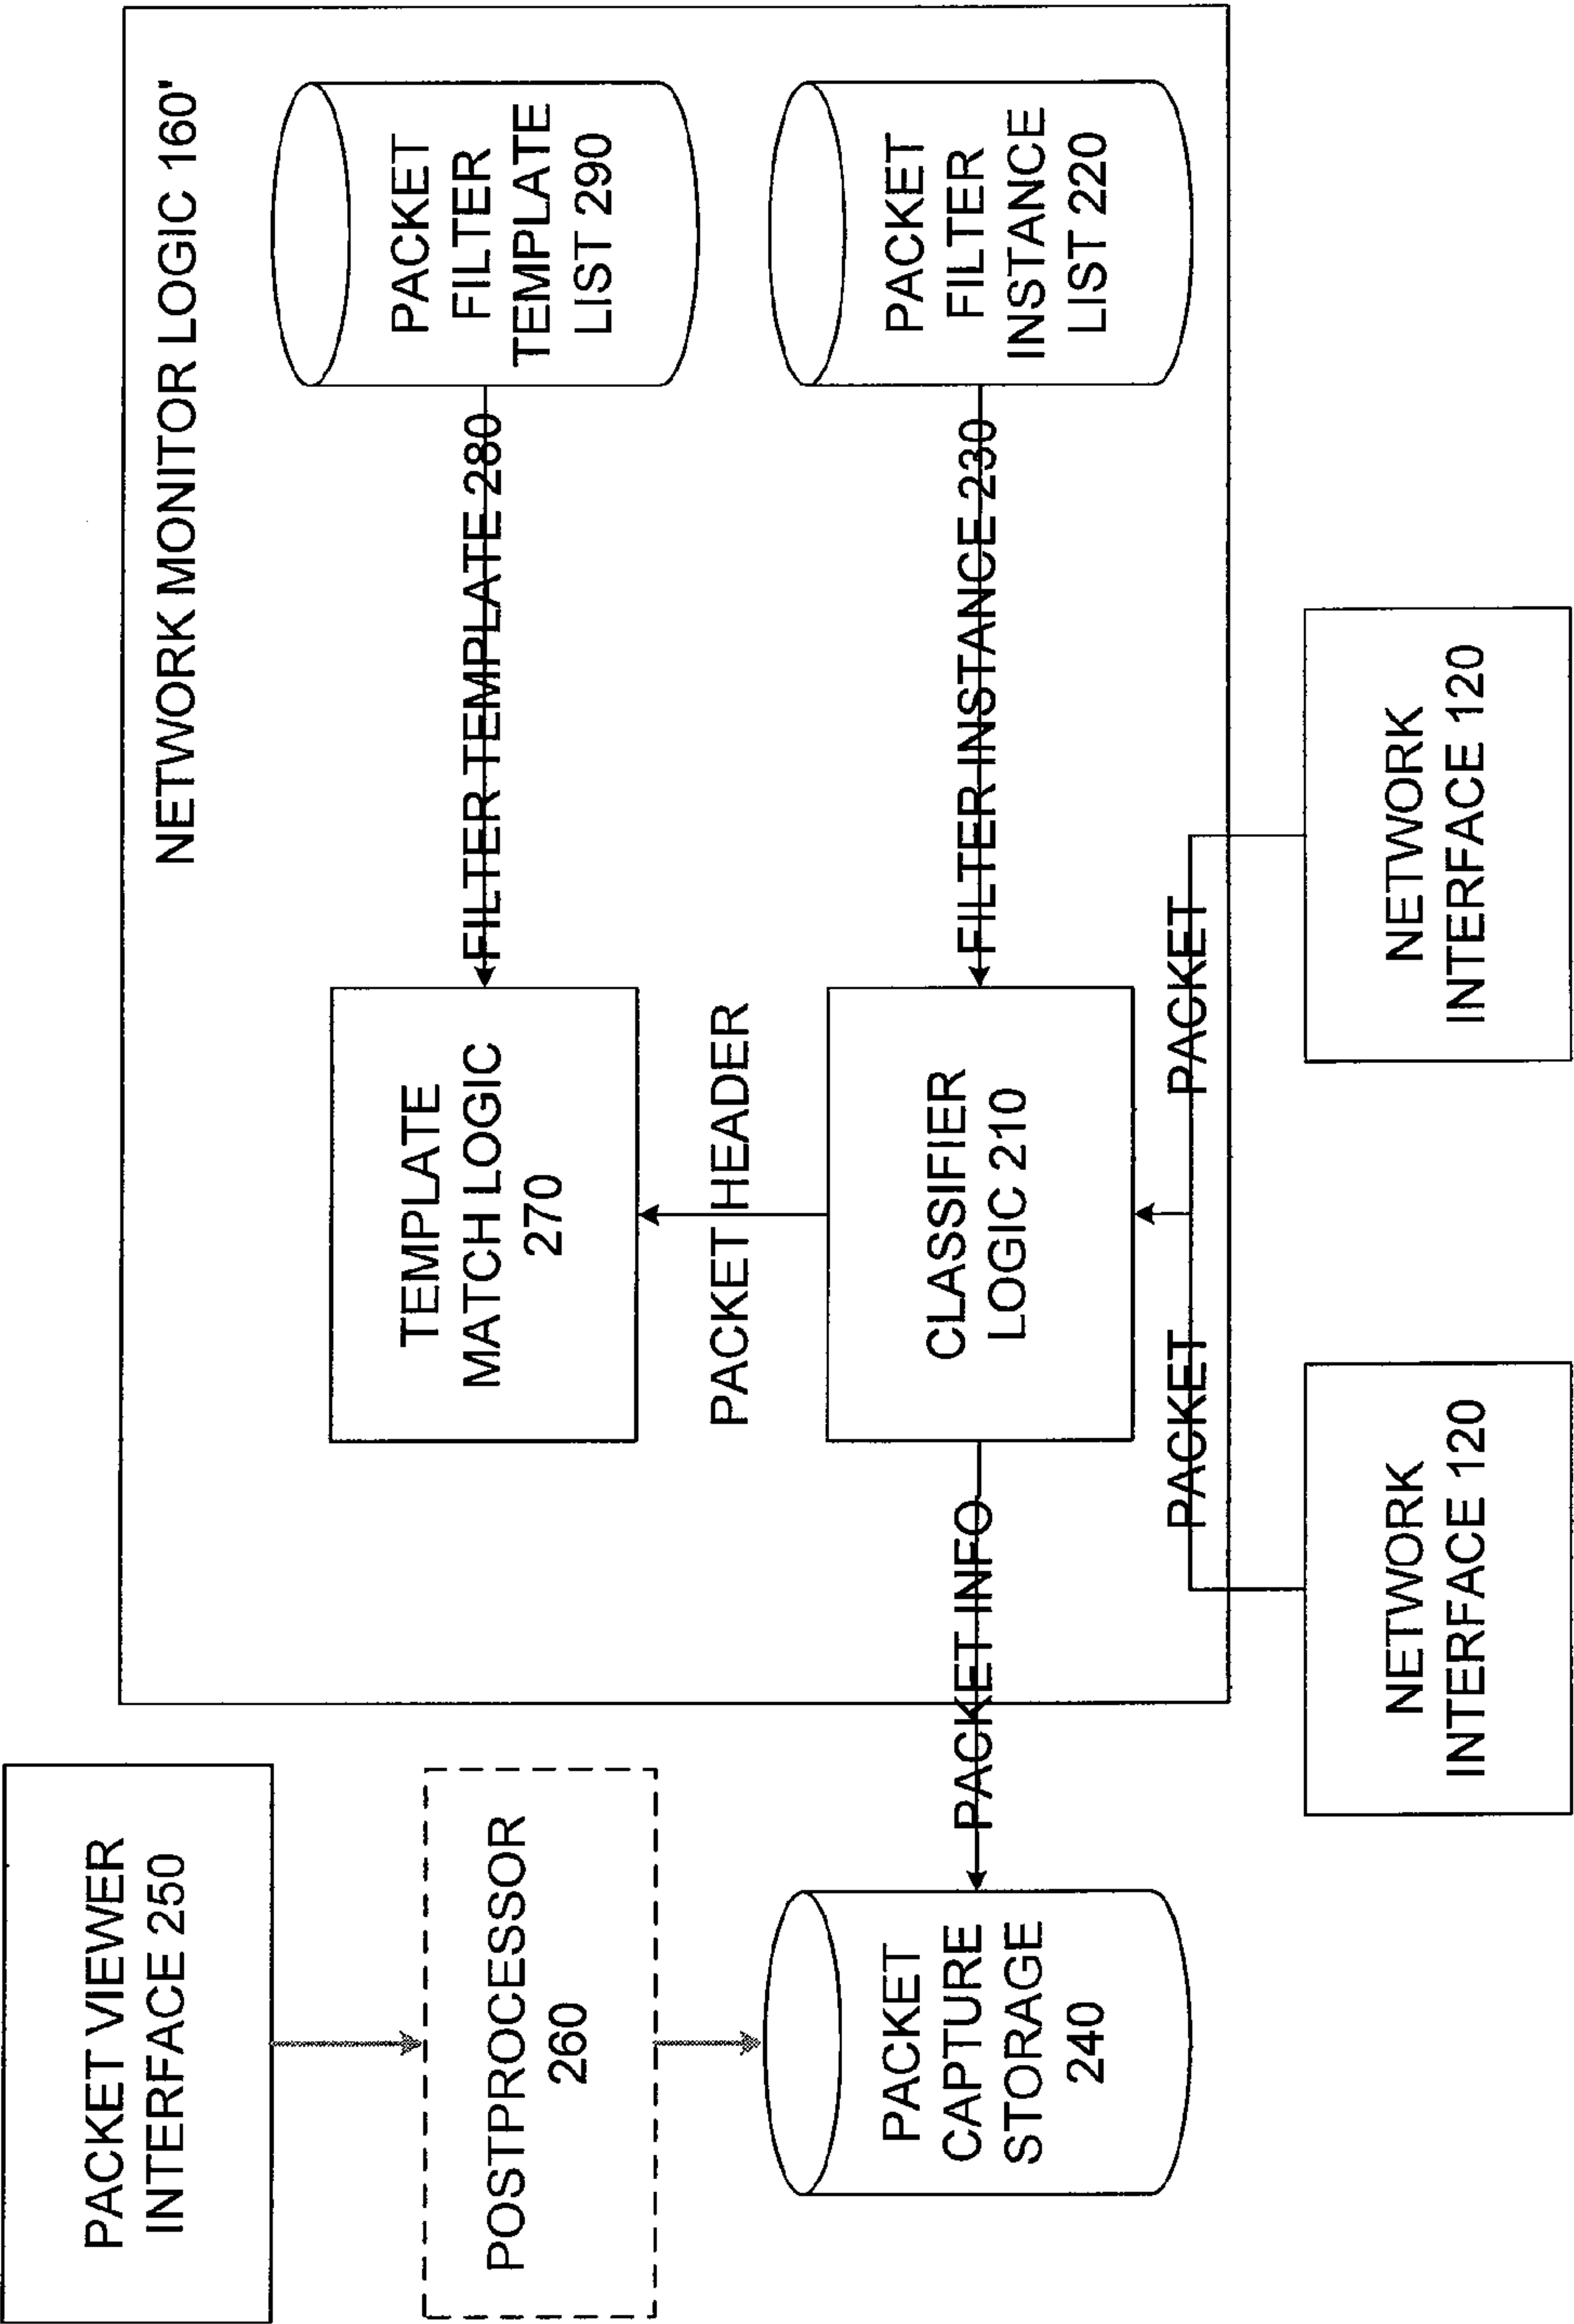 PACKET VIEWER
INTERFACE 250
NETWORK MONITOR LOGIC 160'
POSTPROCESSOR
260
TEMPLATE
MATCH LOGIC
270
FILTER TEMPLATE 280
PACKET
FILTER
TEMPLATE
LIST 290
PACKET HEADER
PACKET
CAPTURE
STORAGE
240
PACKET INFO
CLASSIFIER
LOGIC 210
FILTER INSTANCE 230
PACKET
FILTER
INSTANCE
LIST 220
PACKET
PACKET
NETWORK
INTERFACE 120
NETWORK
INTERFACE 120